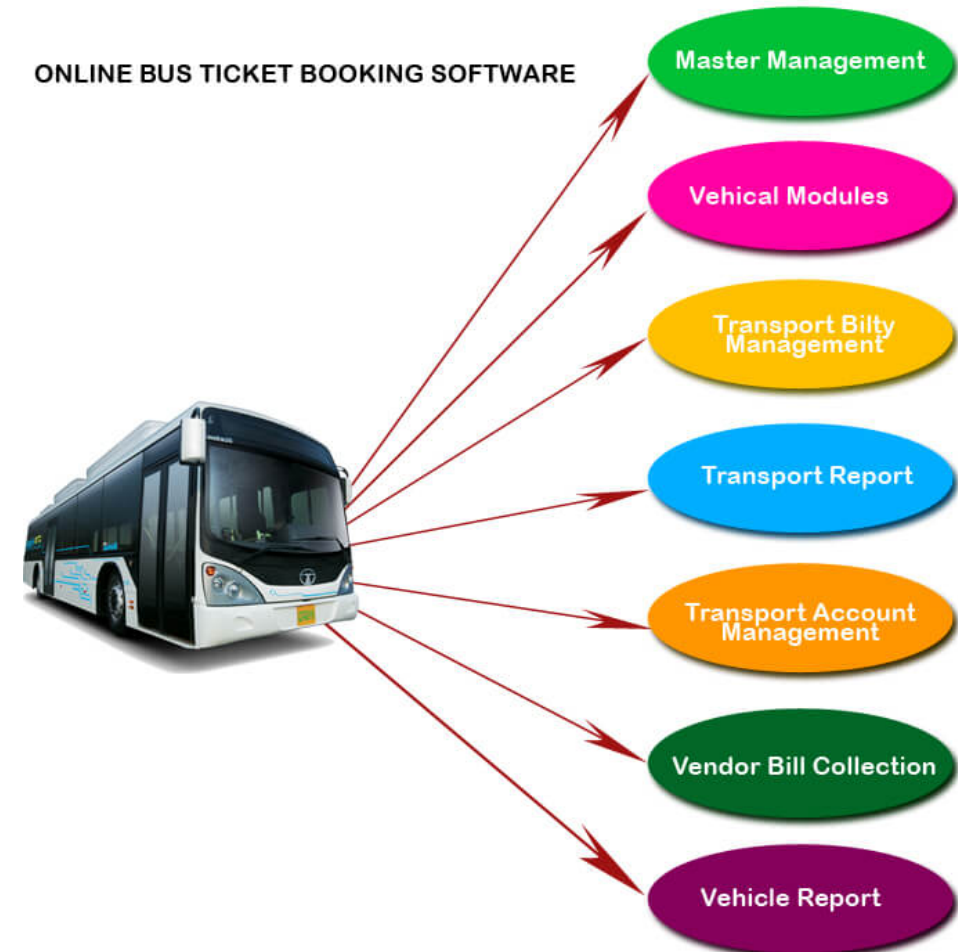 ONLINE BUS TICKET BOOKING SOFTWARE
Master Management
Vehical Modules
Transport Bilty
Management
Transport Report
Transport Account
Management
Vendor Bill Collection
Vehicle Report